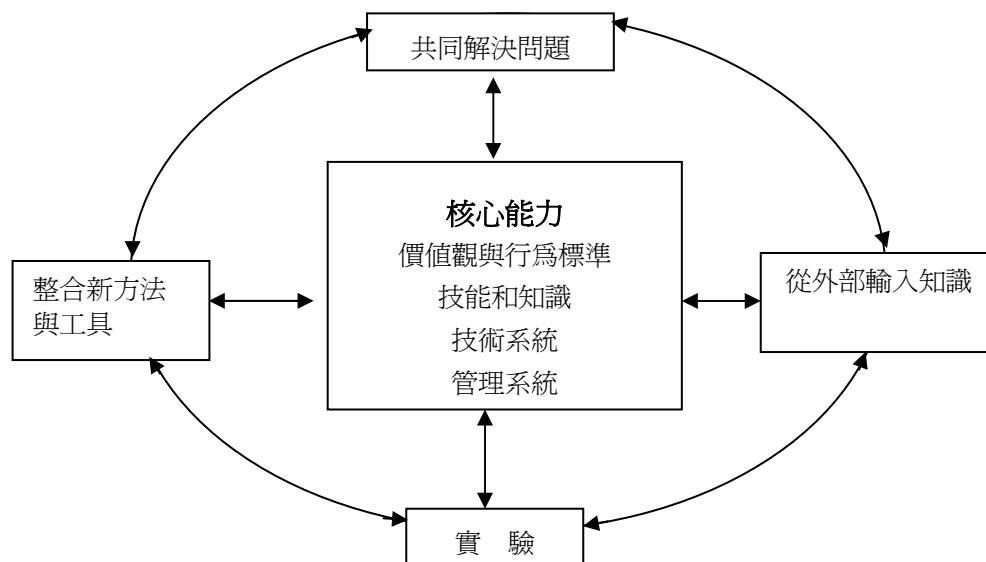 共同解決問題
核心能力
價值觀與行爲標準
技能和知識
技術系統
管理系統
整合新方法
與工具
從外部輸入知識
實　驗